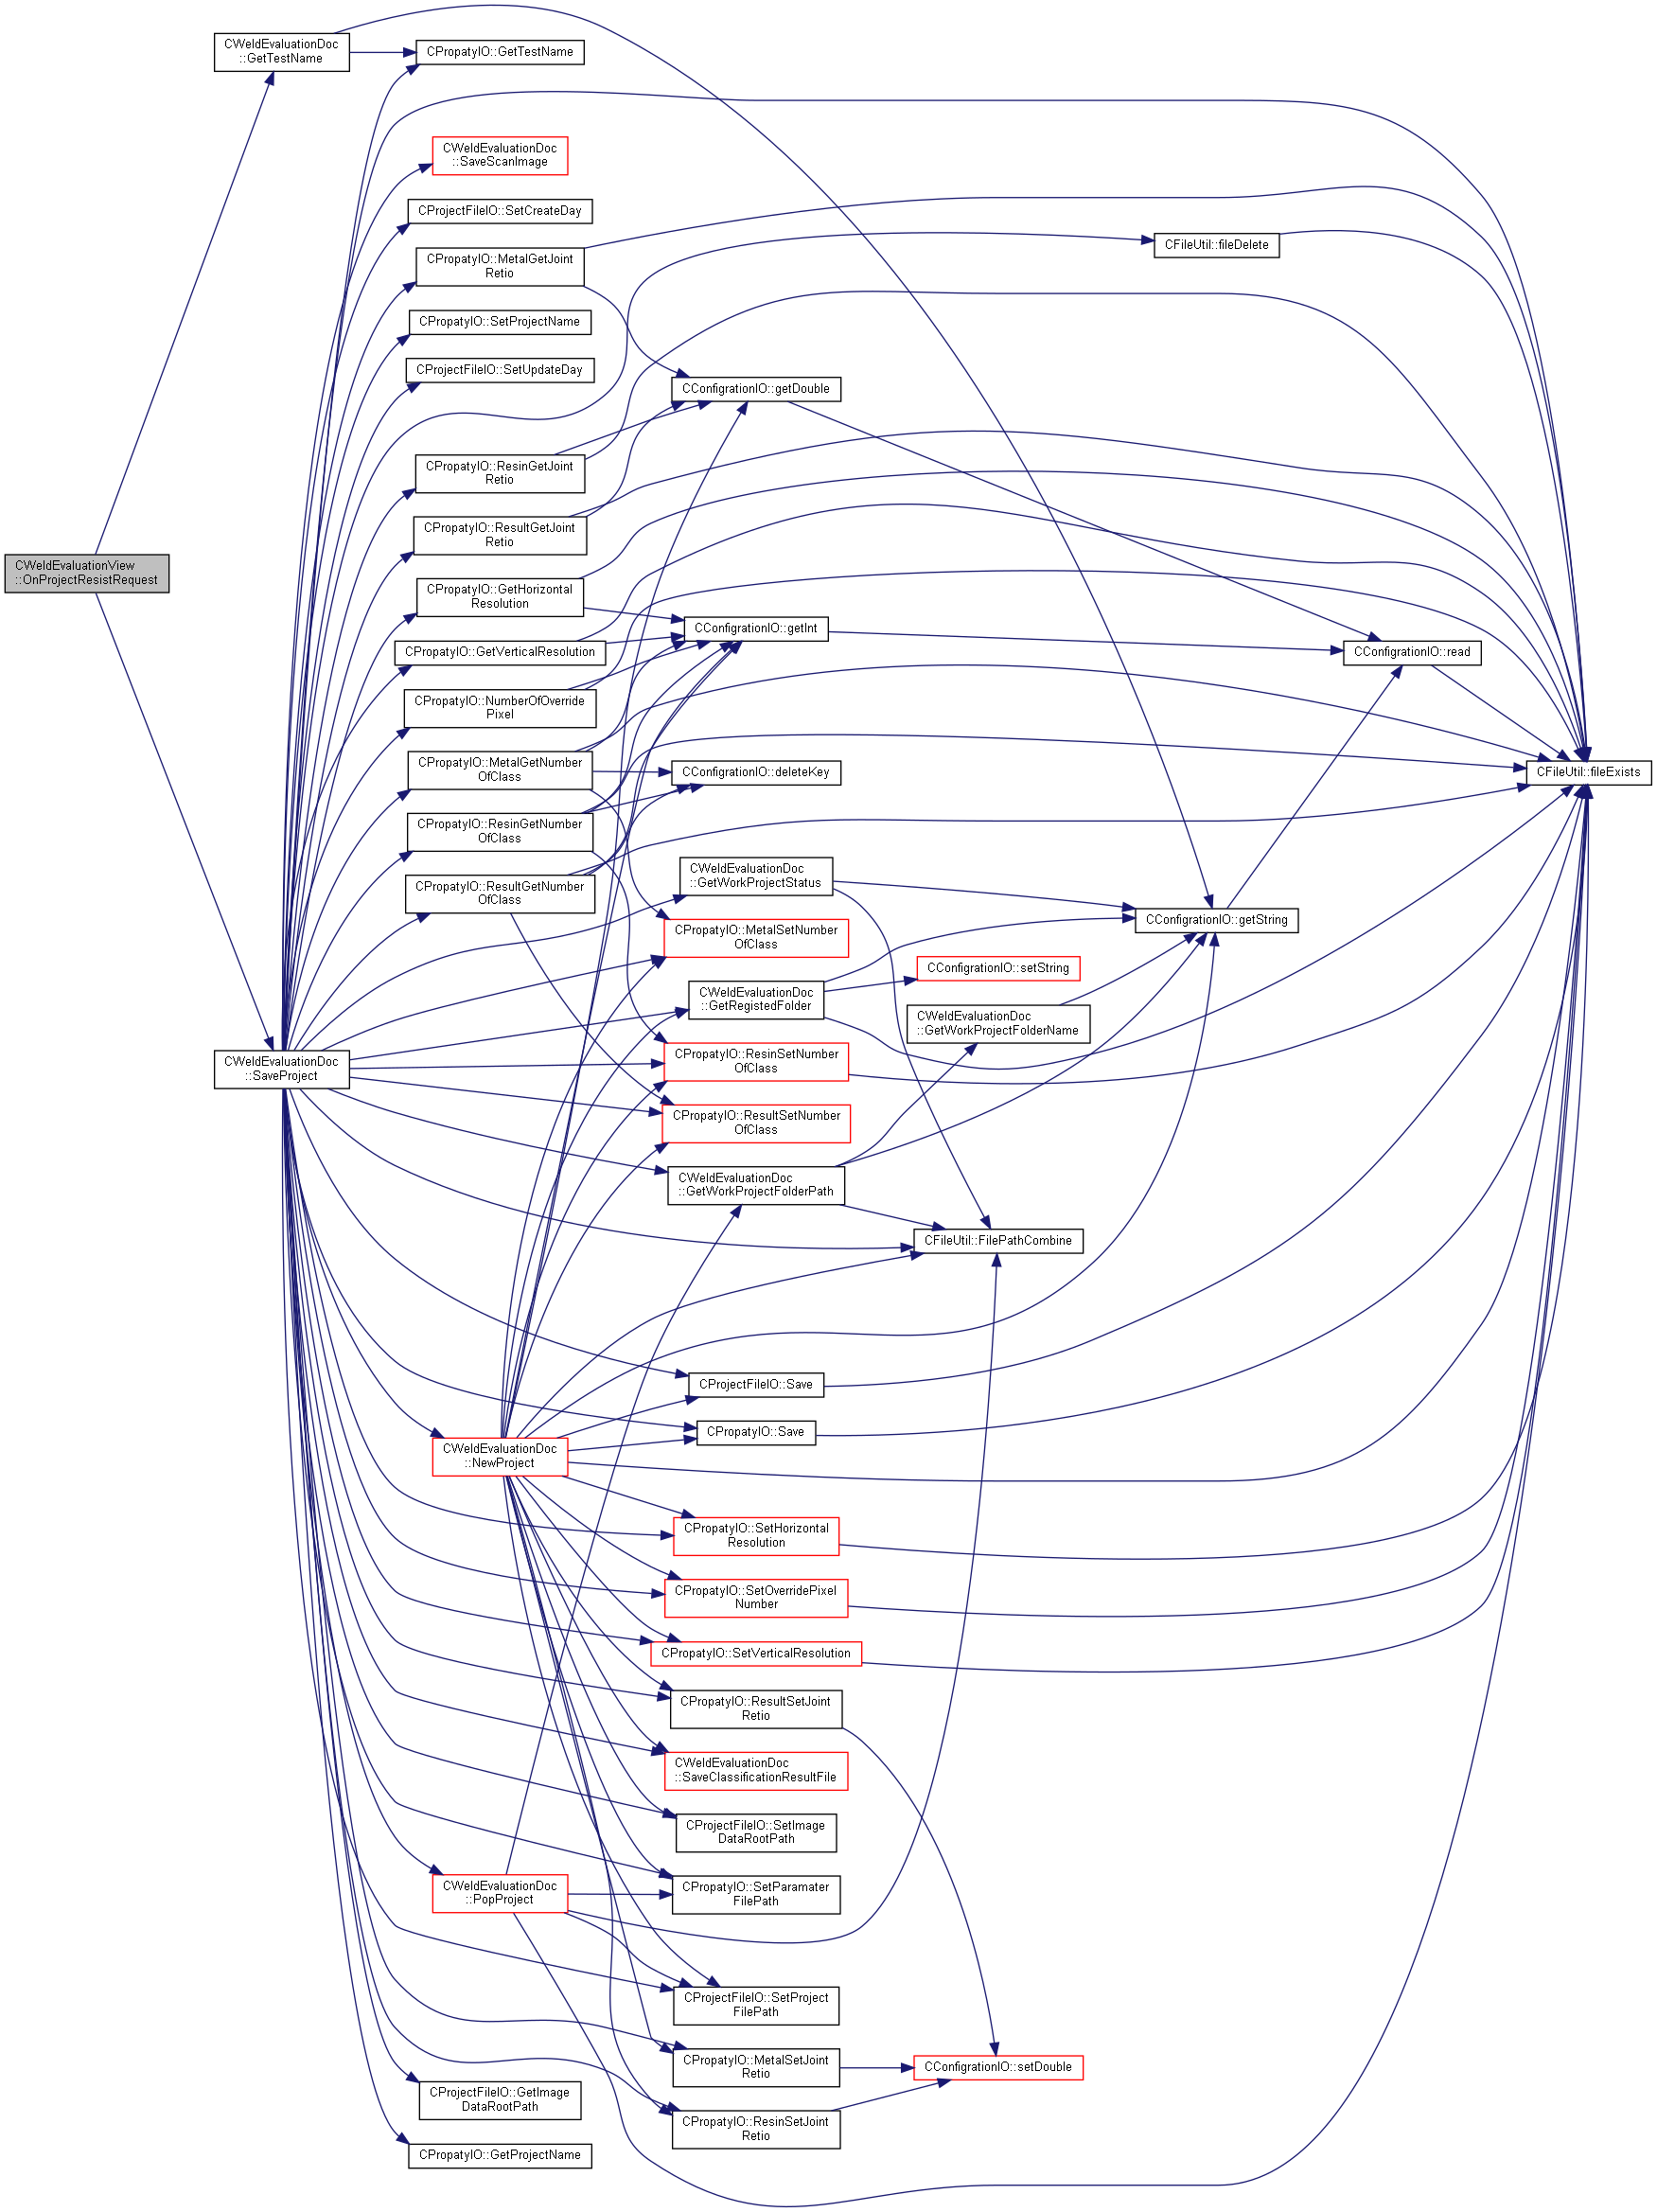 CWeldEvaluationView
::OnProjectResistRequest
CWeldEvaluationDoc
::GetTestName
CWeldEvaluationDoc
::SaveProject
CPropatyIO::GetTestName
CWeldEvaluationDoc
::SaveScanImage
CProjectFileIO::SetCreateDay
CPropatyIO::MetalGetJoint
Retio
CPropatyIO::SetProjectName
CProjectFileIO::SetUpdateDay
CPropatyIO::ResinGetJoint
Retio
CPropatyIO::ResultGetJoint
Retio
CPropatyIO::GetHorizontal
Resolution
CPropatyIO::GetVerticalResolution
CPropatyIO::NumberOfOverride
Pixel
CPropatyIO::MetalGetNumber
OfClass
CPropatyIO::ResinGetNumber
OfClass
CPropatyIO::ResultGetNumber
OfClass
CWeldEvaluationDoc
::NewProject
CWeldEvaluationDoc
::PopProject
CProjectFileIO::GetImage
DataRootPath
CPropatyIO::GetProjectName
CConfigrationIO::getDouble
CConfigrationIO::getInt
CConfigrationIO::deleteKey
CWeldEvaluationDoc
::GetWorkProjectStatus
CPropatyIO::MetalSetNumber
OfClass
CWeldEvaluationDoc
::GetRegistedFolder
CPropatyIO::ResinSetNumber
OfClass
CPropatyIO::ResultSetNumber
OfClass
CWeldEvaluationDoc
::GetWorkProjectFolderPath
CProjectFileIO::Save
CPropatyIO::Save
CPropatyIO::SetHorizontal
Resolution
CPropatyIO::SetOverridePixel
Number
CPropatyIO::SetVerticalResolution
CPropatyIO::ResultSetJoint
Retio
CWeldEvaluationDoc
::SaveClassificationResultFile
CProjectFileIO::SetImage
DataRootPath
CPropatyIO::SetParamater
FilePath
CProjectFileIO::SetProject
FilePath
CPropatyIO::MetalSetJoint
Retio
CPropatyIO::ResinSetJoint
Retio
CConfigrationIO::setString
CWeldEvaluationDoc
::GetWorkProjectFolderName
CFileUtil::FilePathCombine
CConfigrationIO::setDouble
CFileUtil::fileDelete
CConfigrationIO::getString
CConfigrationIO::read
CFileUtil::fileExists